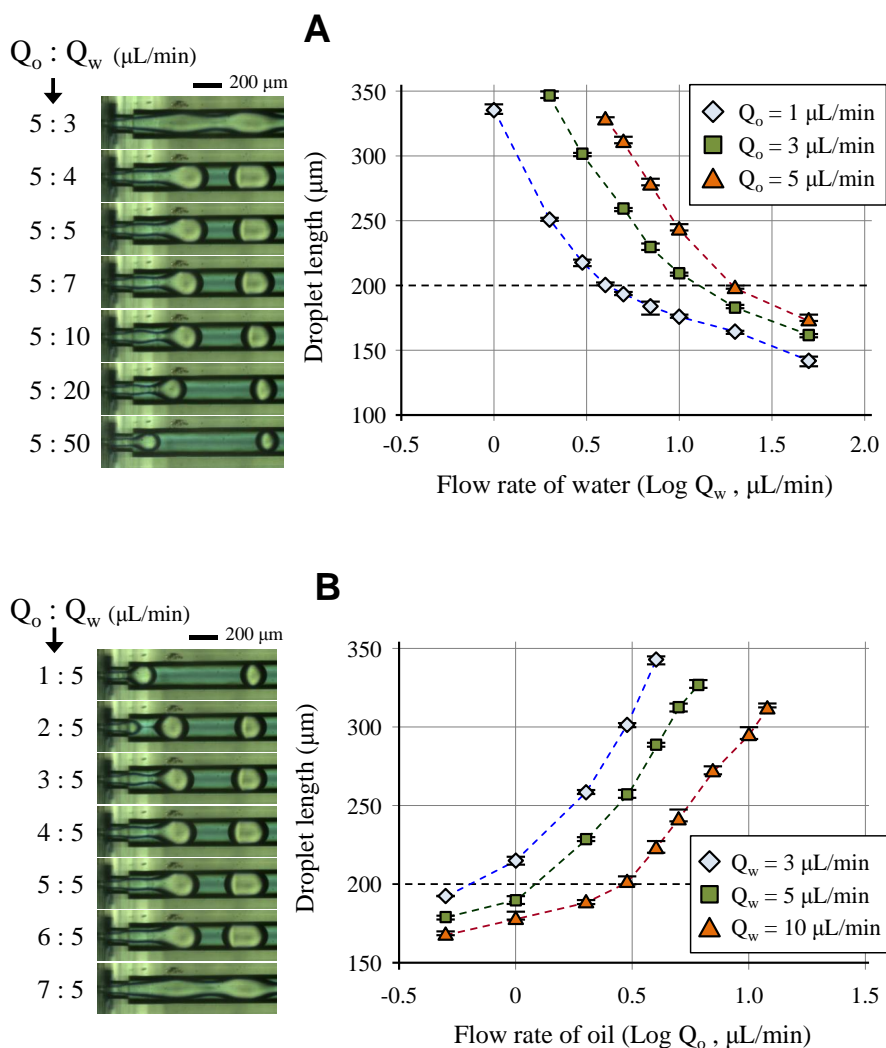 A
Qo : Qw (μL/min)
200 μm
5 : 3
5 : 4
5 : 5
5 : 7
5 : 10
5 : 20
5 : 50
Droplet length (μm)
350
300
250
200
150
100
-0.5 0 0.5 1.0 1.5 2.0
Flow rate of water (Log Qw , μL/min)
Qo = 1 μL/min
Qo = 3 μL/min
Qo = 5 μL/min
B
Qo : Qw (μL/min)
200 μm
1 : 5
2 : 5
3 : 5
4 : 5
5 : 5
6 : 5
7 : 5
Droplet length (μm)
350
300
250
200
150
-0.5 0 0.5 1.0 1.5
Flow rate of oil (Log Qo , μL/min)
Qw = 3 μL/min
Qw = 5 μL/min
Qw = 10 μL/min